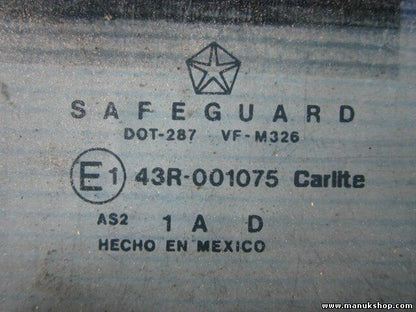 SAFEGUARD
DOT-287 VF-M326
E1 43R-001075 Carlite
AS2 1 A D
HECHO EN MEXICO
www.manukshop.com